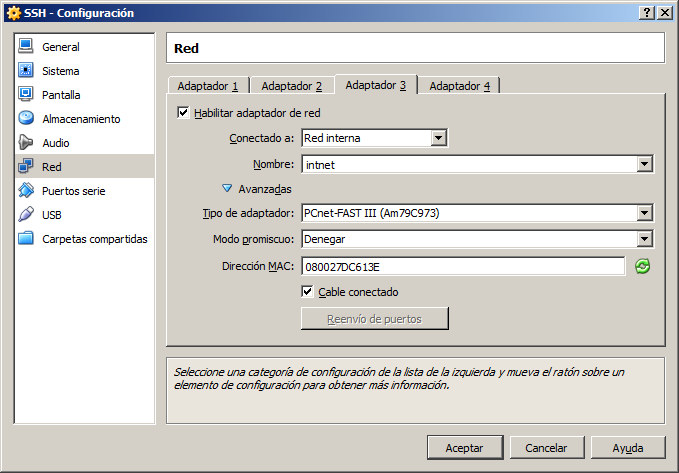 SSH - Configuración
General
Sistema
Pantalla
Almacenamiento
Audio
Red
Puertos serie
USB
Carpetas compartidas
Red
Adaptador 1 Adaptador 2 Adaptador 3 Adaptador 4
Habilitar adaptador de red
Conectado a: Red interna
Nombre: intnet
Avanzadas
Tipo de adaptador: PCnet-FAST III (Am79C973)
Modo promiscuo: Denegar
Dirección MAC: 080027DC613E
Cable conectado
Reenvío de puertos
Seleccione una categoría de configuración de la lista de la izquierda y mueva el ratón sobre un
elemento de configuración para obtener más información.
Aceptar Cancelar Ayuda